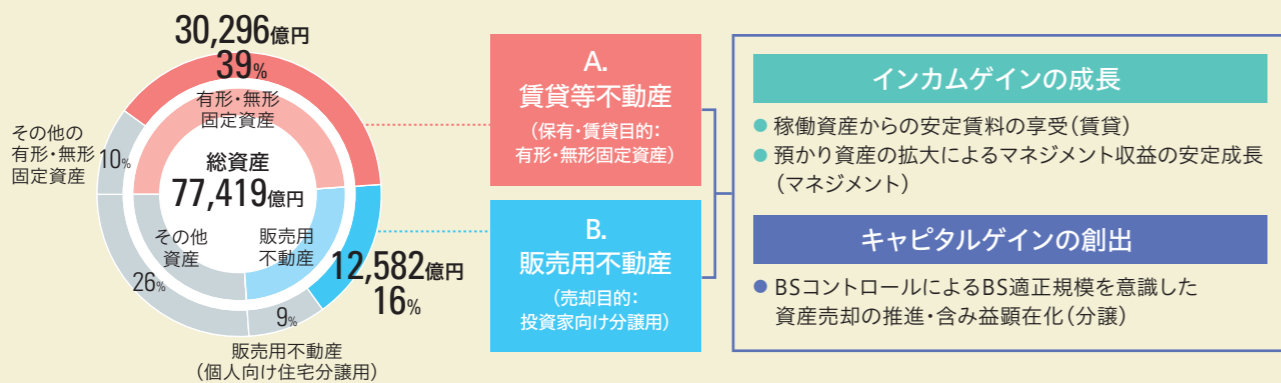 30,296億円
39%
有形・無形
固定資産
その他の
有形・無形
固定資産
10%
総資産
77,419億円
その他
資産
販売用
不動産
26%
9%
12,582億円
16%
販売用不動産
（個人向け住宅分譲用）
A.
賃貸等不動産
（保有・賃貸目的：
有形・無形固定資産）
B.
販売用不動産
（売却目的：
投資家向け分譲用）
インカムゲインの成長
● 稼働資産からの安定賃料の享受（賃貸）
● 預かり資産の拡大によるマネジメント収益の安定成長
（マネジメント）
キャピタルゲインの創出
● BSコントロールによるBS適正規模を意識した
資産売却の推進・含み益顕在化（分譲）